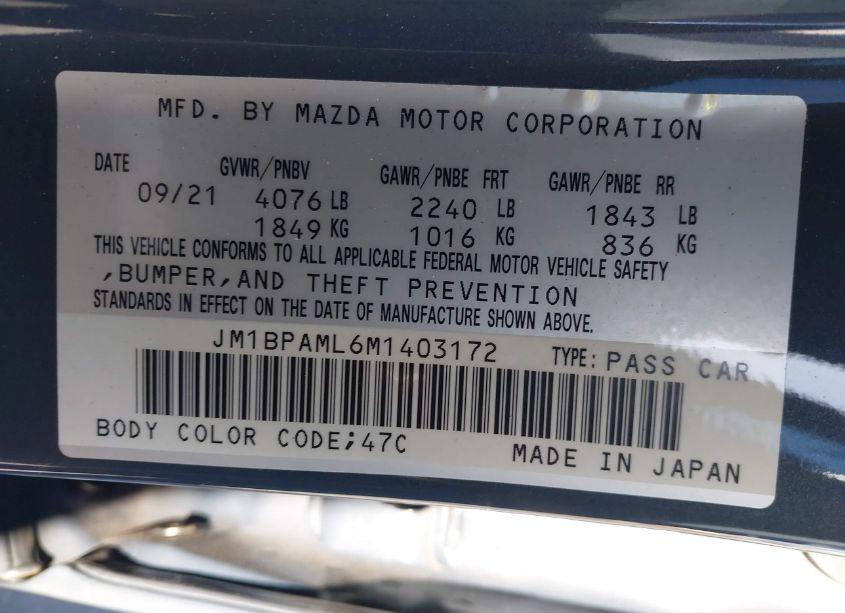 MFD. BY MAZDA MOTOR CORPORATION
DATE GVWR/PNBV GAWR/PNBE FRT GAWR/PNBE RR
09/21 4076 LB 2240 LB 1843 LB
1849 KG 1016 KG 836 KG
THIS VEHICLE CONFORMS TO ALL APPLICABLE FEDERAL MOTOR VEHICLE SAFETY
,BUMPER,AND THEFT PREVENTION
STANDARDS IN EFFECT ON THE DATE OF MANUFACTURE SHOWN ABOVE.
JM1BPAML6M1403172 TYPE: PASS CAR
BODY COLOR CODE;47C MADE IN JAPAN